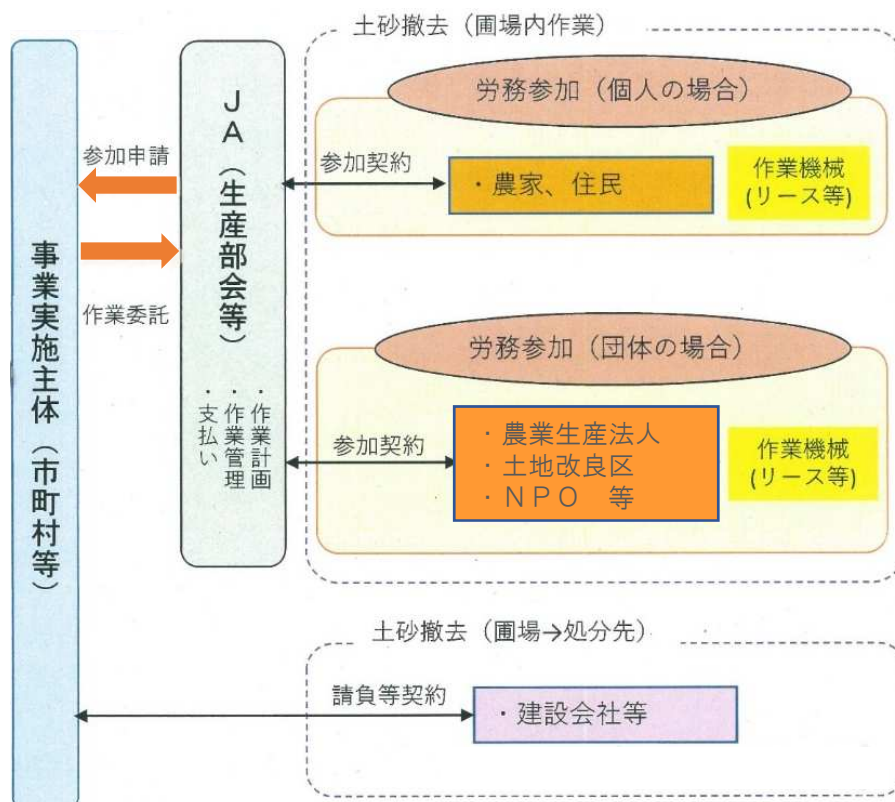 土砂撤去（圃場内作業）
労務参加（個人の場合）
ＪＡ（生産部会等）
参加申請
参加契約
・農家、住民
作業機械
(リース等)
事業実施主体（市町村等）
作業委託
労務参加（団体の場合）
・作業計画
・作業管理
・支払い
参加契約
・農業生産法人
・土地改良区
・ＮＰＯ　等
作業機械
(リース等)
土砂撤去（圃場→処分先）
請負等契約
・建設会社等